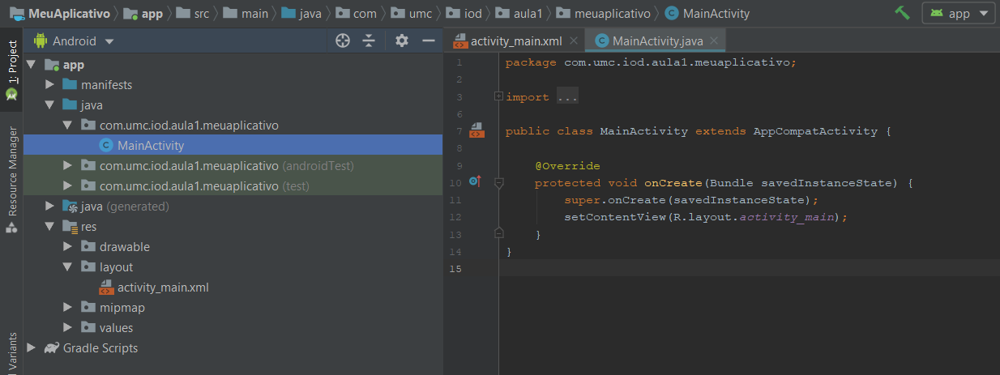 MeuAplicativo app src main java com umc iod aula1 meuaplicativo MainActivity app
1: Project
Resource Manager
Variants
Android
app
manifests
java
com.umc.iod.aula1.meuaplicativo
MainActivity
com.umc.iod.aula1.meuaplicativo (androidTest)
com.umc.iod.aula1.meuaplicativo (test)
java (generated)
res
drawable
layout
activity_main.xml
mipmap
values
Gradle Scripts
activity_main.xml MainActivity.java
1 package com.umc.iod.aula1.meuaplicativo;
2
3 import ...
6
7 public class MainActivity extends AppCompatActivity {
8
9 @Override
10 protected void onCreate(Bundle savedInstanceState) {
11 super.onCreate(savedInstanceState);
12 setContentView(R.layout.activity_main);
13 }
14 }
15